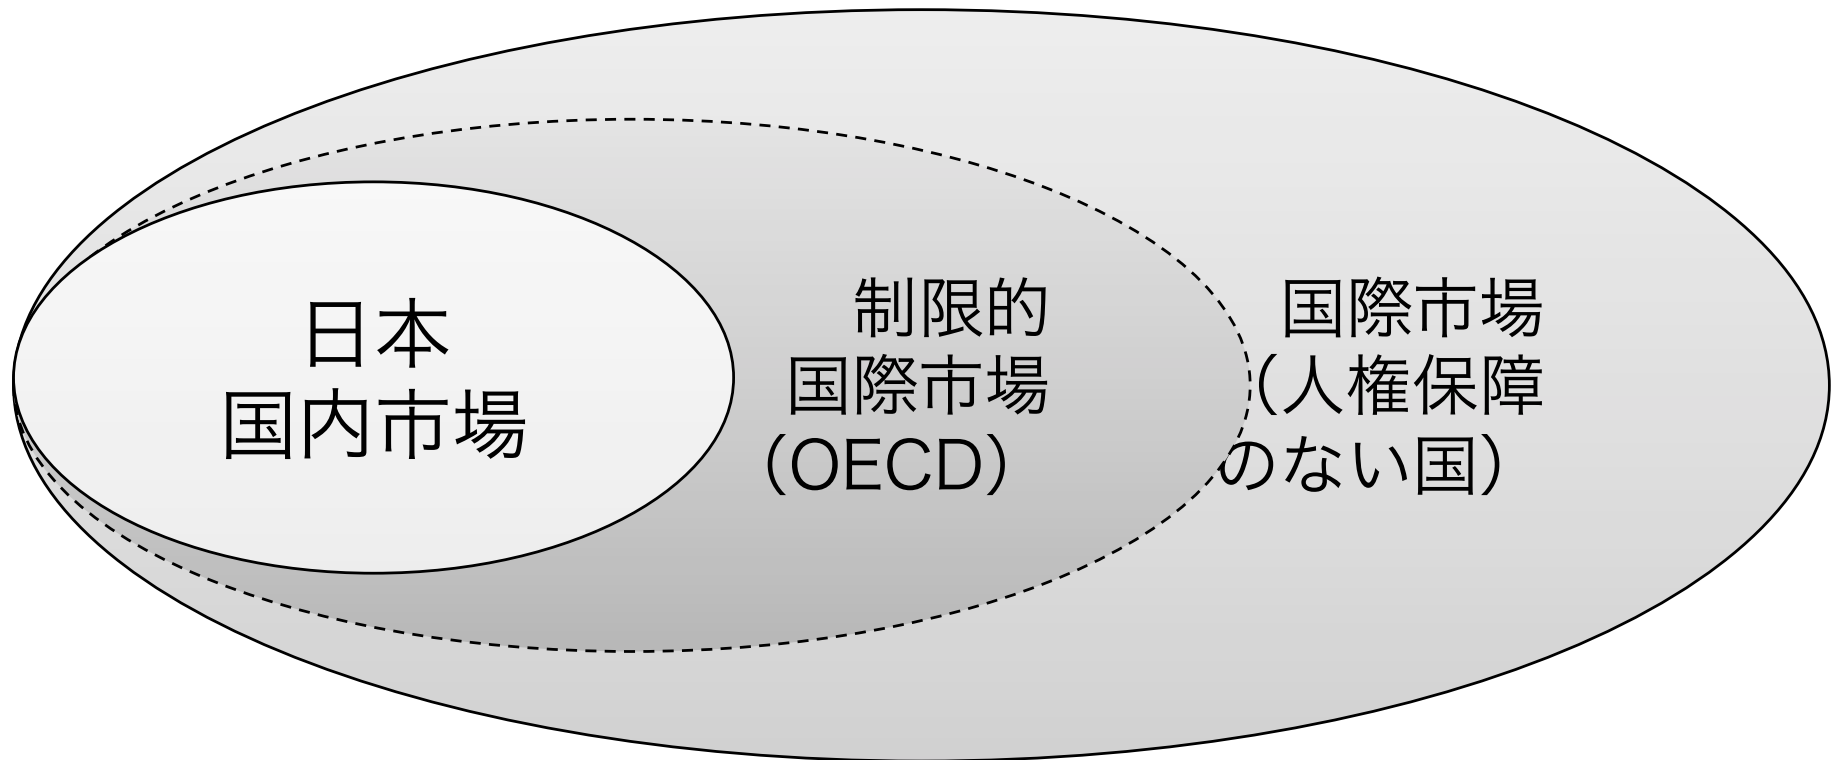 日本
国内市場
制限的
国際市場
（OECD）
国際市場
（人権保障
のない国）